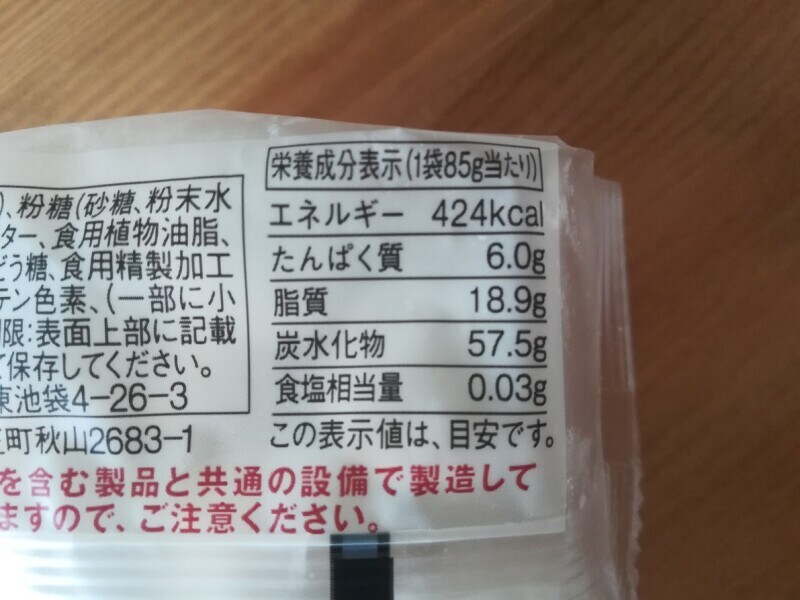 )、粉糖(砂糖、粉末水
ター、食用植物油脂、
どう糖、食用精製加工
テン色素、(一部に小
限:表面上部に記載
て保存してください。
東池袋4-26-3
町秋山2683-1
栄養成分表示(1袋85g当たり)
エネルギー 424kcal
たんぱく質 6.0g
脂質 18.9g
炭水化物 57.5g
食塩相当量 0.03g
この表示値は、目安です。
を含む製品と共通の設備で製造して
ますので、ご注意ください。